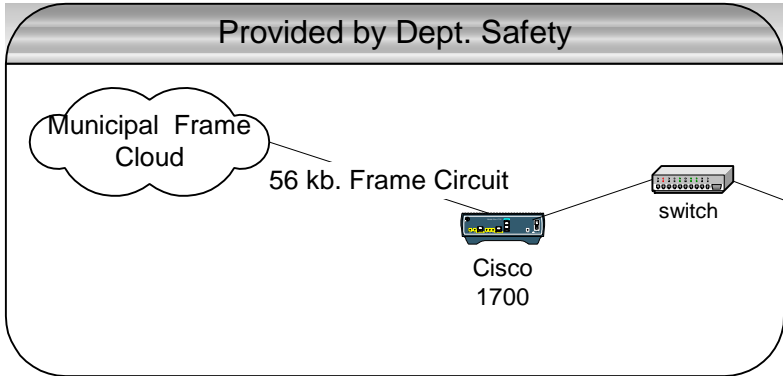 Provided by Dept. Safety
Municipal Frame
Cloud
56 kb. Frame Circuit
switch
Cisco
1700